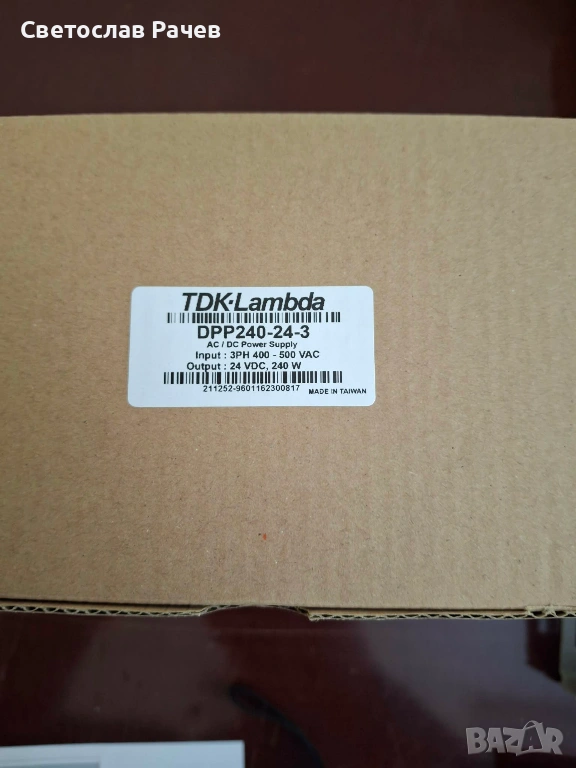 Светослав Рачев
TDK·Lambda
DPP240-24-3
AC / DC Power Supply
Input : 3PH 400 - 500 VAC
Output : 24 VDC, 240 W
211252-9601162300817
MADE IN TAIWAN
BAZAR